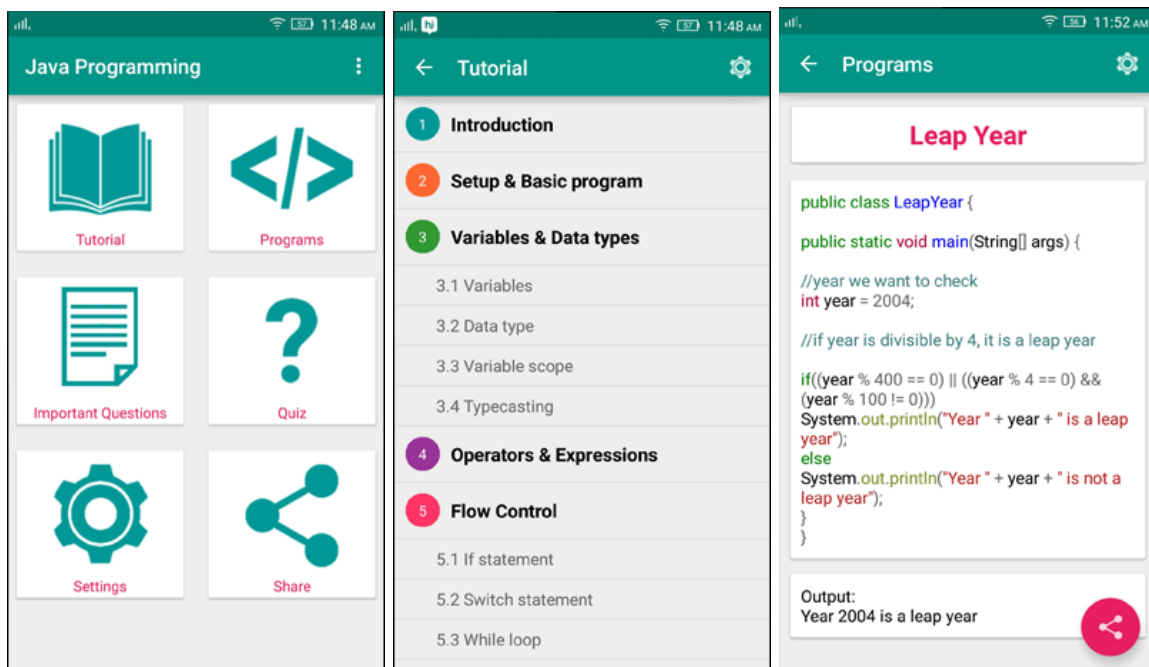 57 11:48 AM
Java Programming
Tutorial
Programs
Important Questions
Quiz
Settings
Share
hi 57 11:48 AM
Tutorial
1 Introduction
2 Setup & Basic program
3 Variables & Data types
3.1 Variables
3.2 Data type
3.3 Variable scope
3.4 Typecasting
4 Operators & Expressions
5 Flow Control
5.1 If statement
5.2 Switch statement
5.3 While loop
56 11:52 AM
Programs
Leap Year
public class LeapYear {
public static void main(String[] args) {
//year we want to check
int year = 2004;
//if year is divisible by 4, it is a leap year
if((year % 400 == 0) || ((year % 4 == 0) &&
(year % 100 != 0)))
System.out.println("Year " + year + " is a leap
year");
else
System.out.println("Year " + year + " is not a
leap year");
}
}
Output:
Year 2004 is a leap year